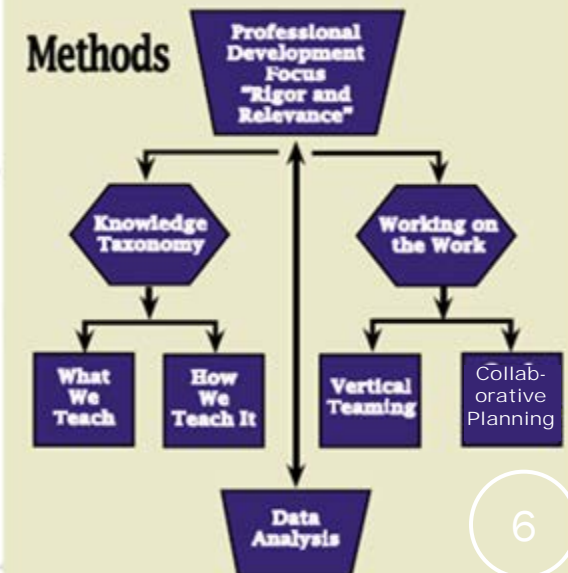 Methods
Professional
Development
Focus
"Rigor and
Relevance"
Knowledge
Taxonomy
Working on
the Work
What
We
Teach
How
We
Teach It
Vertical
Teaming
Collab-
orative
Planning
Data
Analysis
6